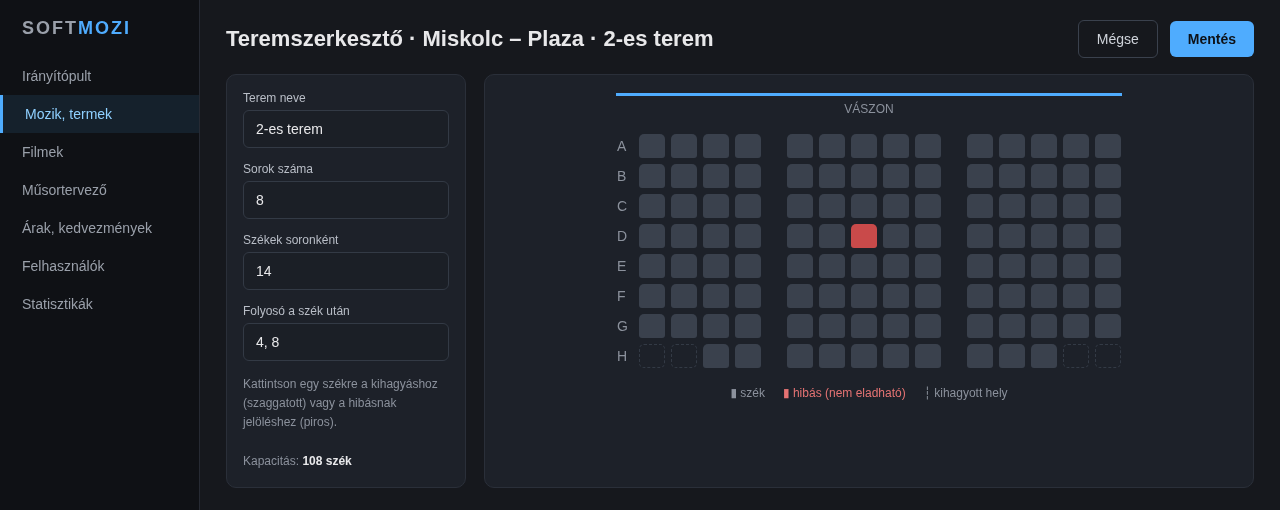 SOFTMOZI
Irányítópult
Mozik, termek
Filmek
Műsortervező
Árak, kedvezmények
Felhasználók
Statisztikák
Teremszerkesztő · Miskolc – Plaza · 2-es terem
Mégse
Mentés
Terem neve
2-es terem
Sorok száma
8
Székek soronként
14
Folyosó a szék után
4, 8
Kattintson egy székre a kihagyáshoz
(szaggatott) vagy a hibásnak
jelöléshez (piros).
Kapacitás: 108 szék
VÁSZON
A
B
C
D
E
F
G
H
▮ szék ▮ hibás (nem eladható) ┆ kihagyott hely